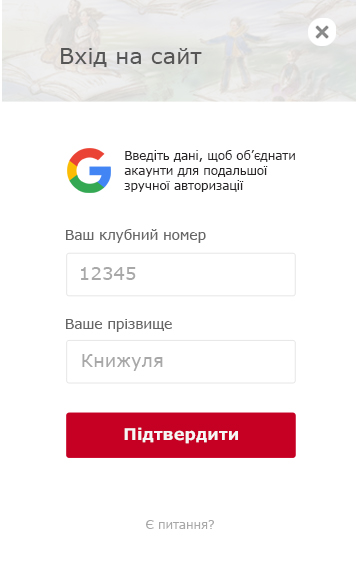 Вхід на сайт
Введіть дані, щоб об’єднати
акаунти для подальшої
зручної авторизації
Ваш клубний номер
12345
Ваше прізвище
Книжуля
Підтвердити
Є питання?